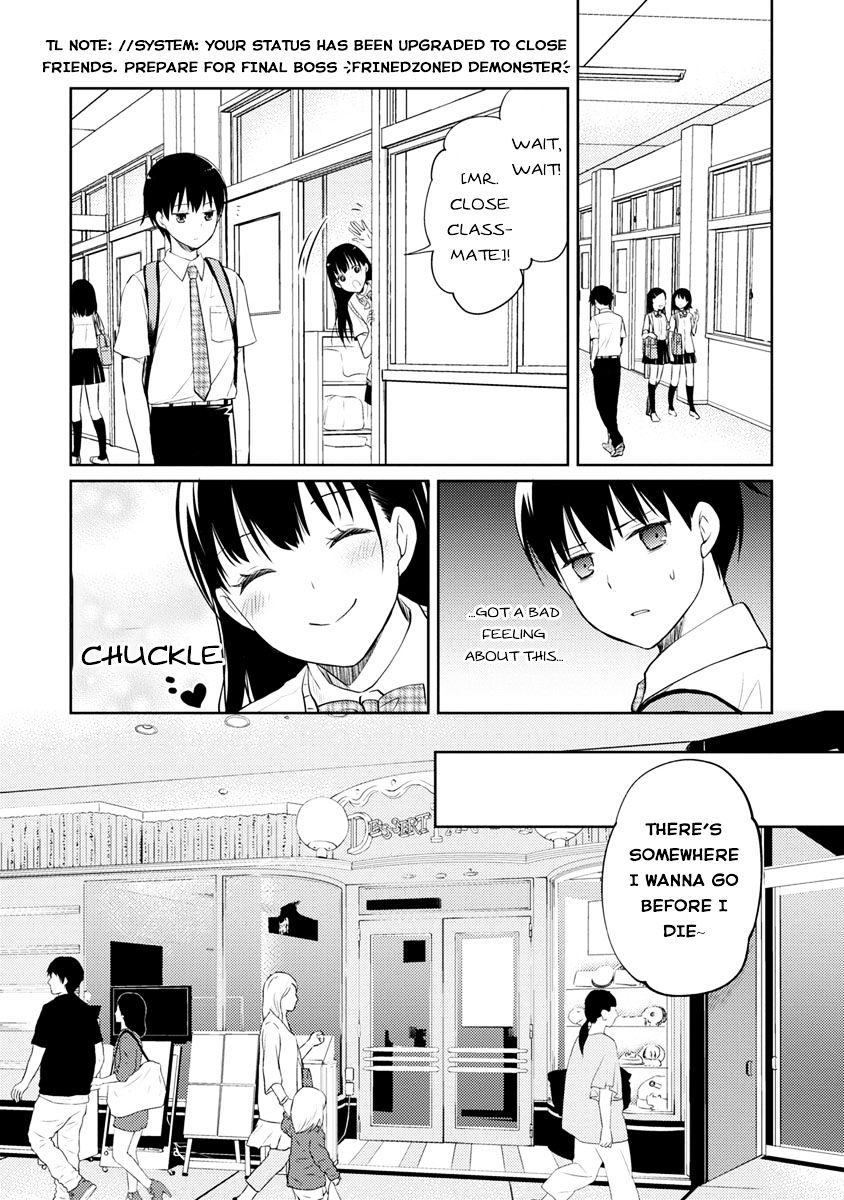 TL NOTE: //SYSTEM: YOUR STATUS HAS BEEN UPGRADED TO CLOSE
FRIENDS. PREPARE FOR FINAL BOSS FRINEDZONED DEMONSTER
WAIT,
WAIT!
[MR.
CLOSE
CLASS-
MATE]!
...GOT A BAD
FEELING
ABOUT THIS...
CHUCKLE
THERE'S
SOMEWHERE
I WANNA GO
BEFORE I
DIE~
DESSERT